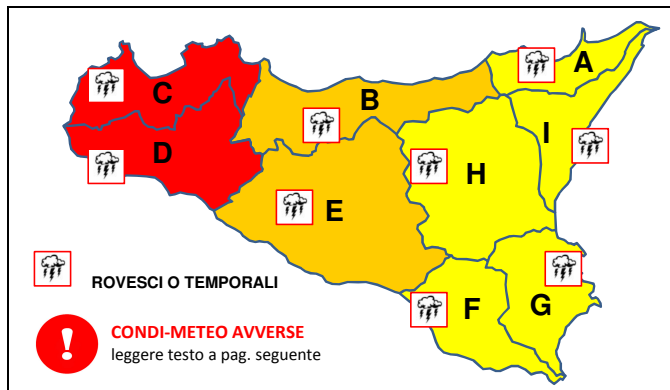 A
B
C
I
D
H
E
ROVESCI O TEMPORALI
F
G
CONDI-METEO AVVERSE
leggere testo a pag. seguente